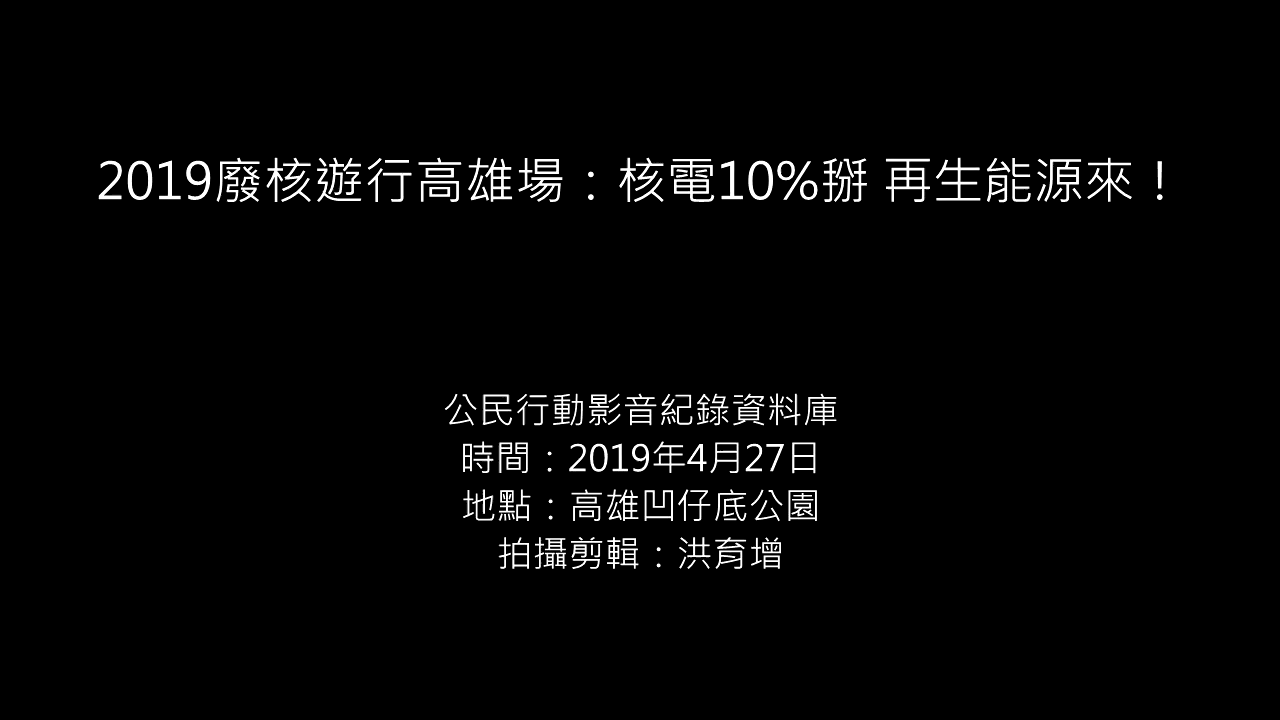 2019廢核遊行高雄場：核電10%掰 再生能源來！
公民行動影音紀錄資料庫
時間：2019年4月27日
地點：高雄凹仔底公園
拍攝剪輯：洪育增